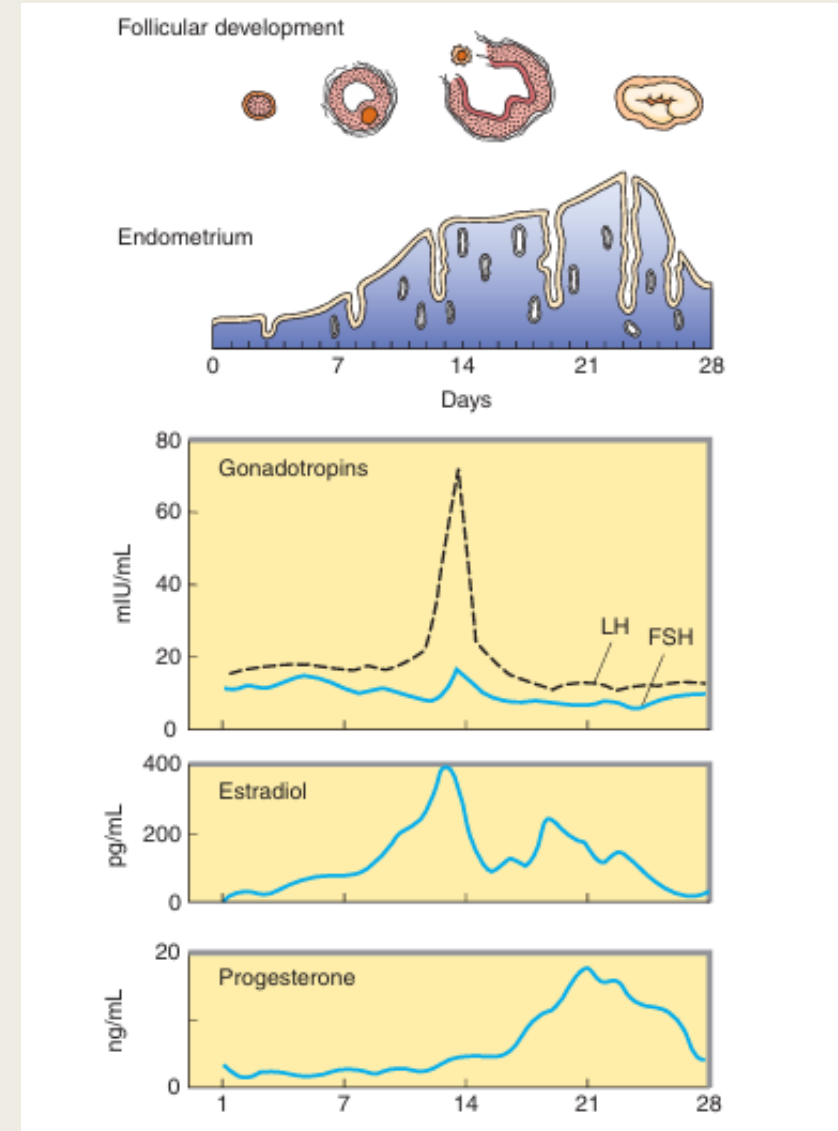 Follicular development
Endometrium
0 7 14 21 28
Days
80
Gonadotropins
60
mIU/mL
40
LH
FSH
20
0
400
Estradiol
pg/mL
200
0
20
Progesterone
ng/mL
0
1 7 14 21 28